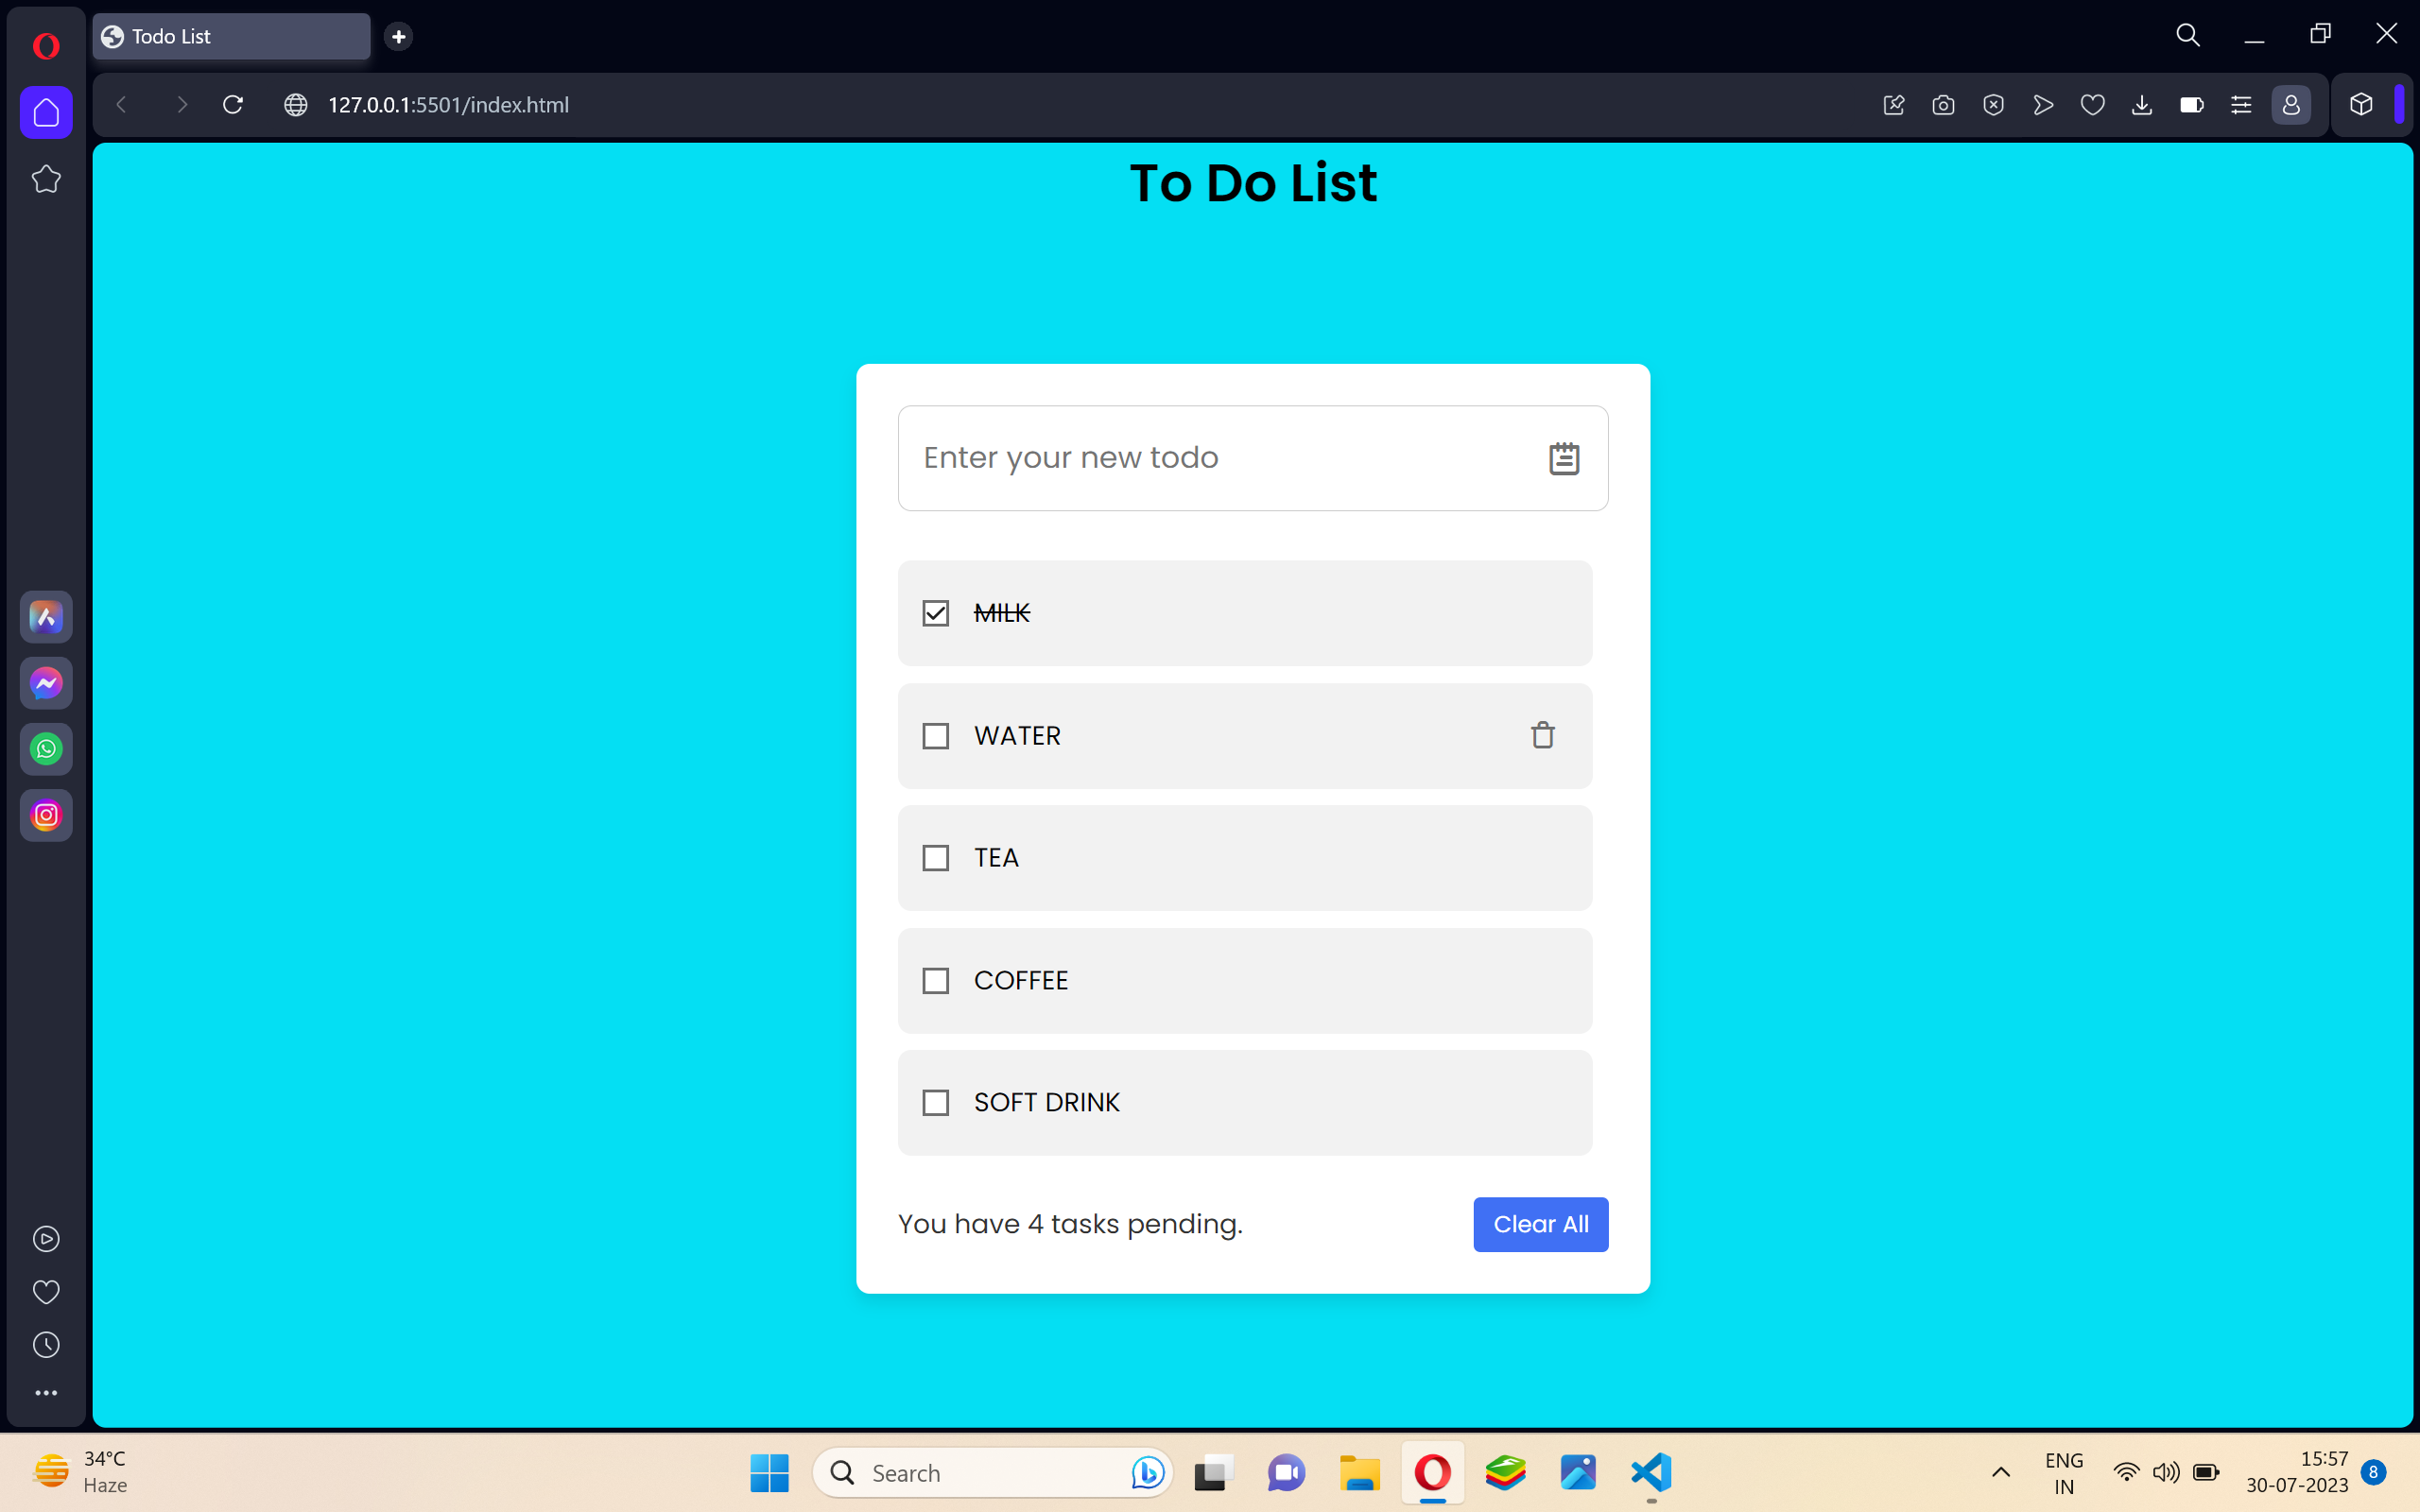 Todo List
127.0.0.1:5501/index.html
To Do List
Enter your new todo
MILK
WATER
TEA
COFFEE
SOFT DRINK
You have 4 tasks pending.
Clear All
34°C
Haze
Search
ENG
IN
15:57
30-07-2023
8